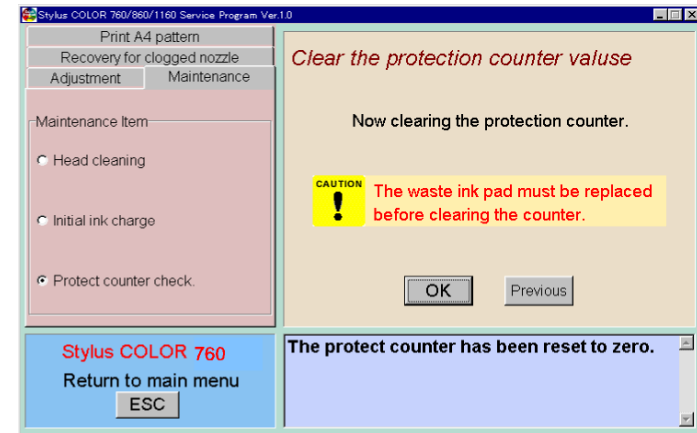 Stylus COLOR 760/860/1160 Service Program Ver.1.0
Print A4 pattern
Recovery for clogged nozzle
Adjustment Maintenance
Maintenance Item
Head cleaning
Initial ink charge
Protect counter check.
Clear the protection counter valuse
Now clearing the protection counter.
CAUTION
!
The waste ink pad must be replaced
before clearing the counter.
OK Previous
Stylus COLOR 760
Return to main menu
ESC
The protect counter has been reset to zero.